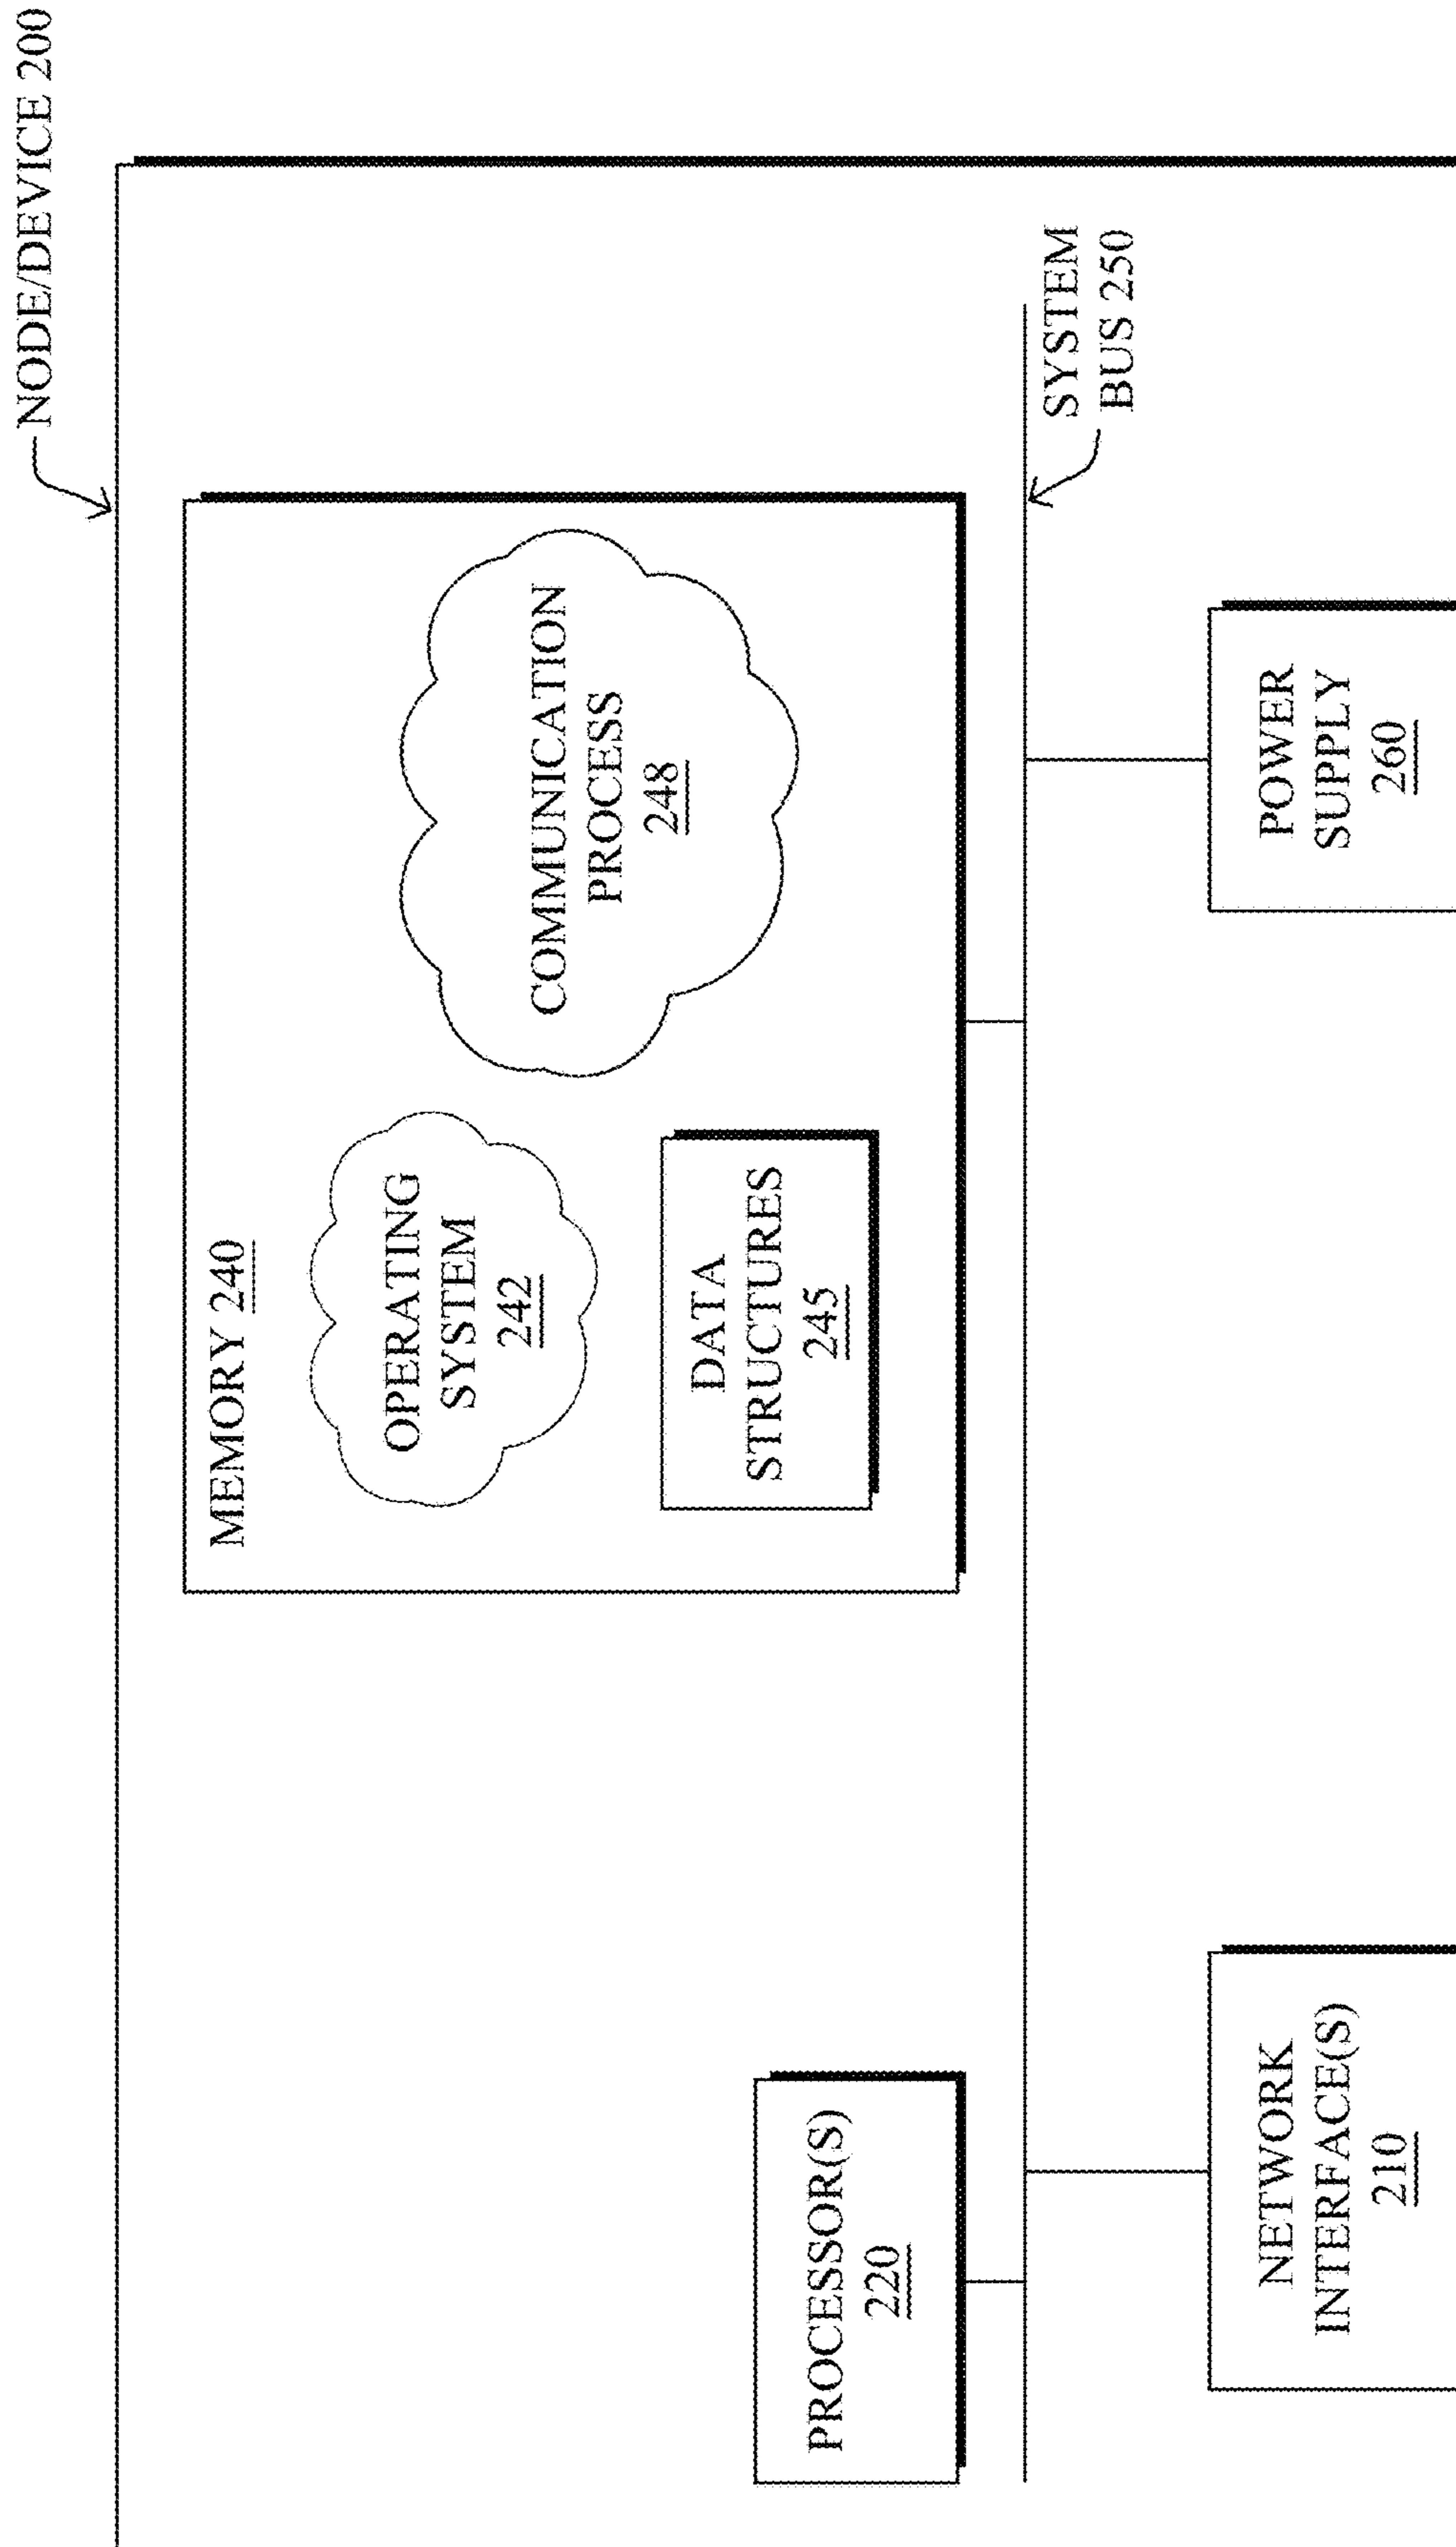 NODE/DEVICE 200
MEMORY 240
OPERATING
SYSTEM
242
COMMUNICATION
PROCESS
248
DATA
STRUCTURES
245
PROCESSOR(S)
220
SYSTEM
BUS 250
NETWORK
INTERFACE(S)
210
POWER
SUPPLY
260